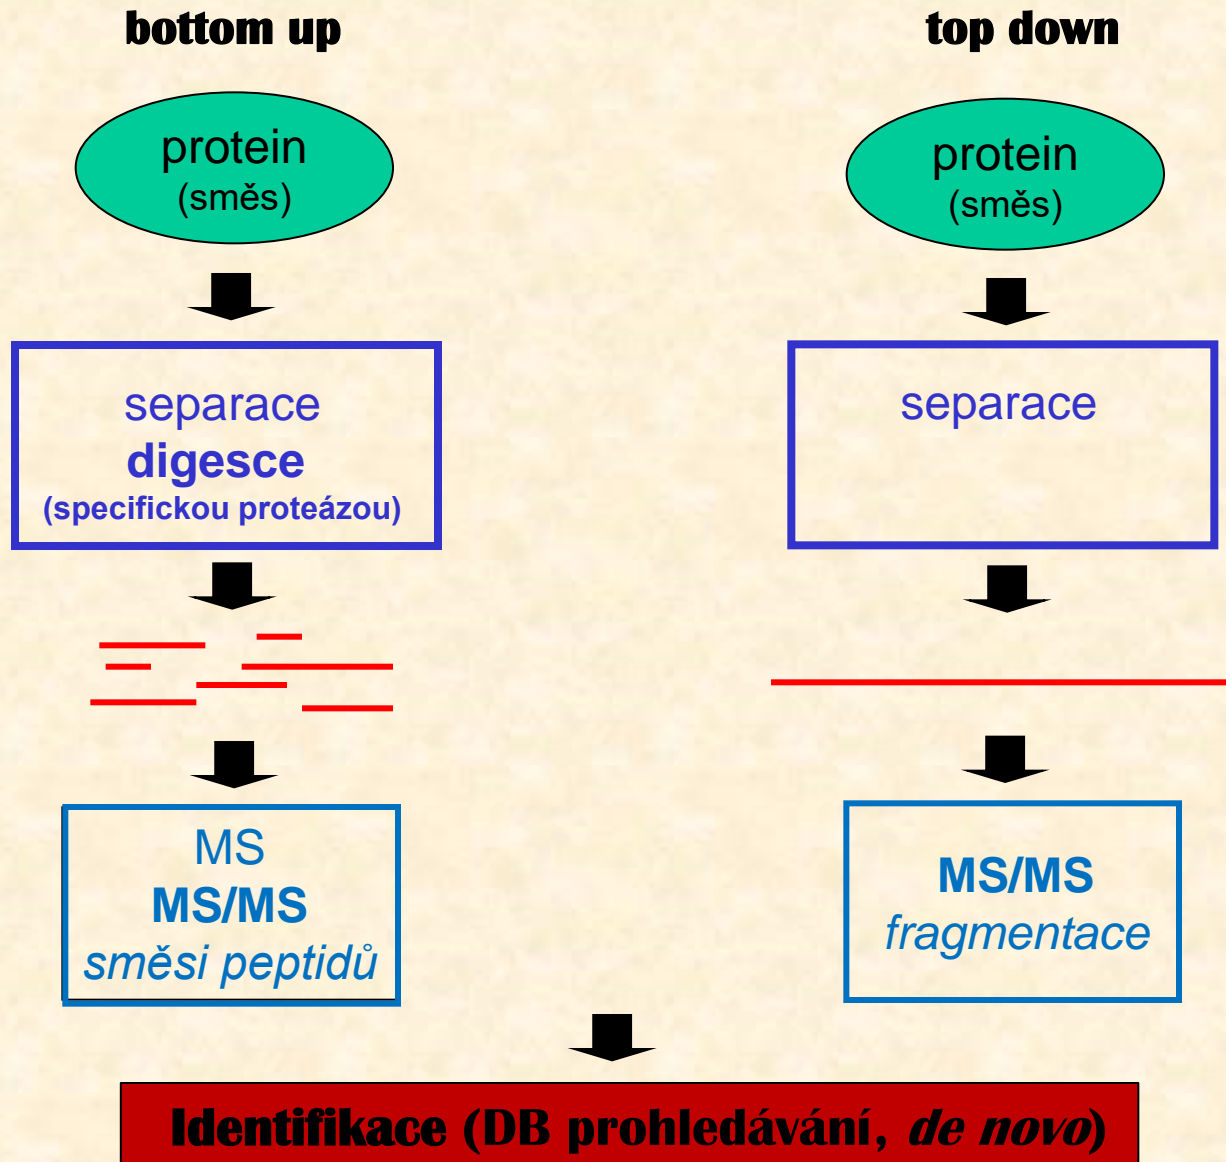 bottom up
protein
(směs)
separace
digesce
(specifickou proteázou)
MS
MS/MS
směsi peptidů
top down
protein
(směs)
separace
MS/MS
fragmentace
Identifikace (DB prohledávání, de novo)